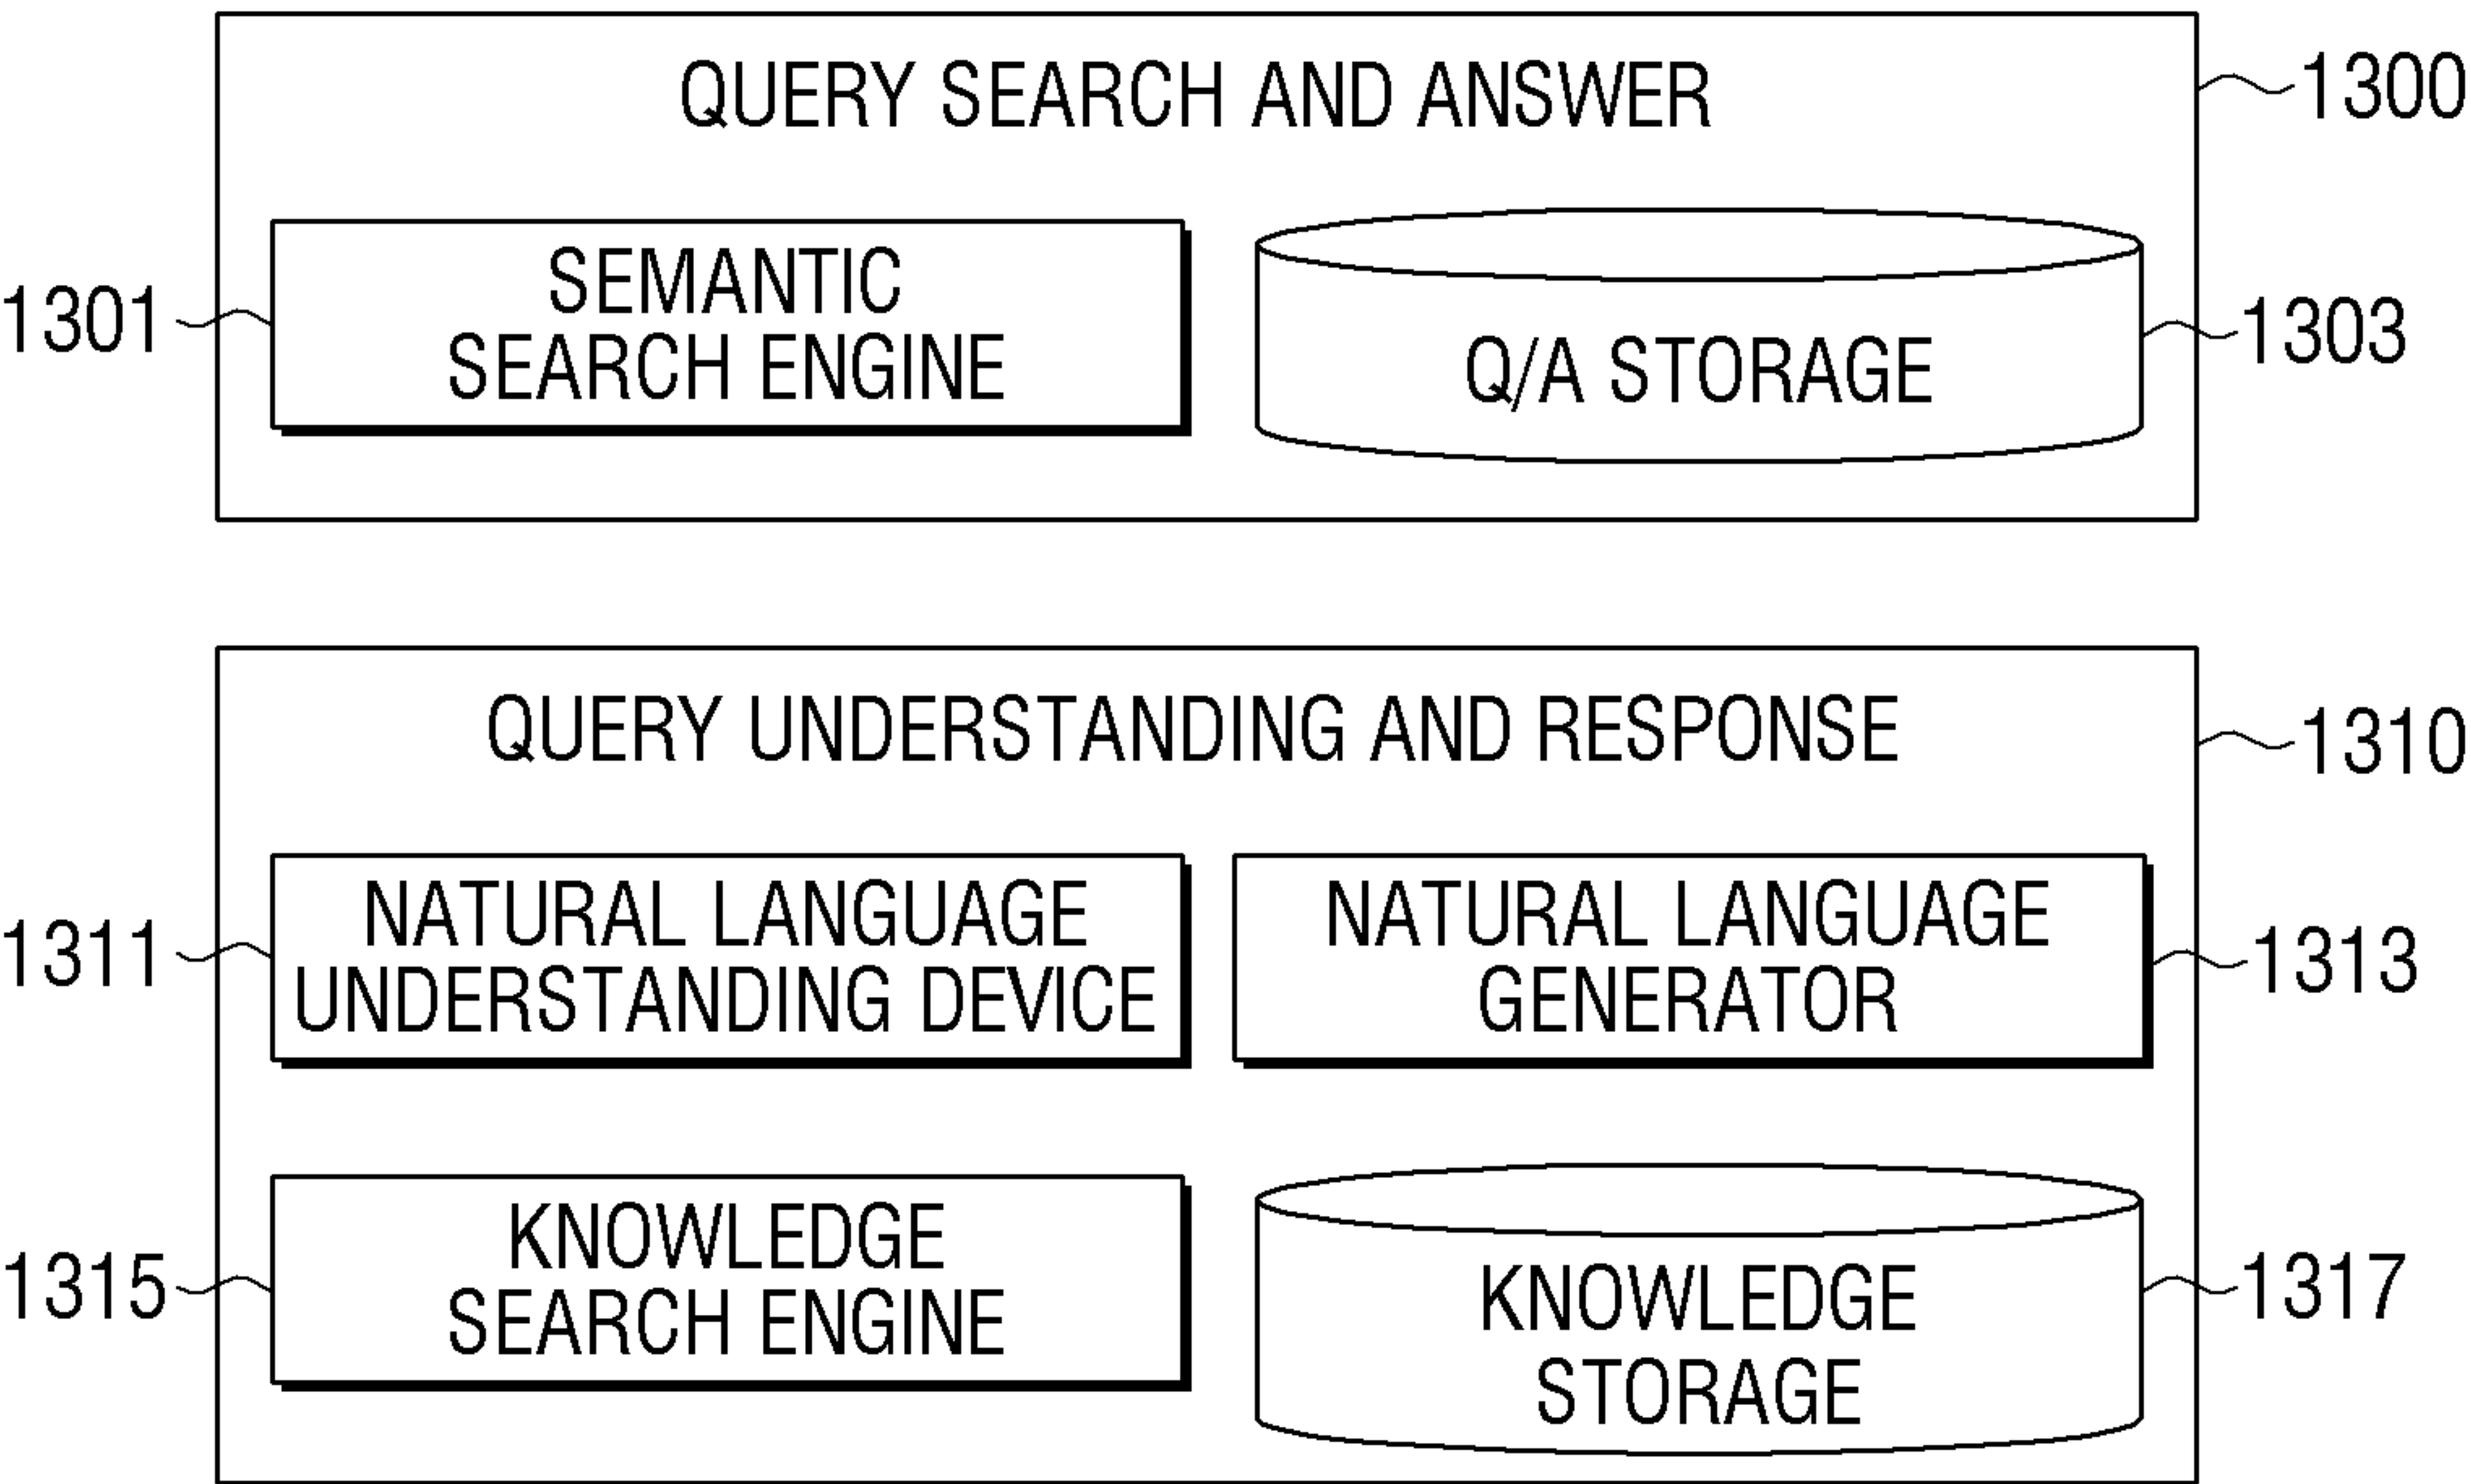 QUERY SEARCH AND ANSWER
1300
SEMANTIC
SEARCH ENGINE
1301
Q/A STORAGE
1303
QUERY UNDERSTANDING AND RESPONSE
1310
NATURAL LANGUAGE
UNDERSTANDING DEVICE
1311
NATURAL LANGUAGE
GENERATOR
1313
KNOWLEDGE
SEARCH ENGINE
1315
KNOWLEDGE
STORAGE
1317